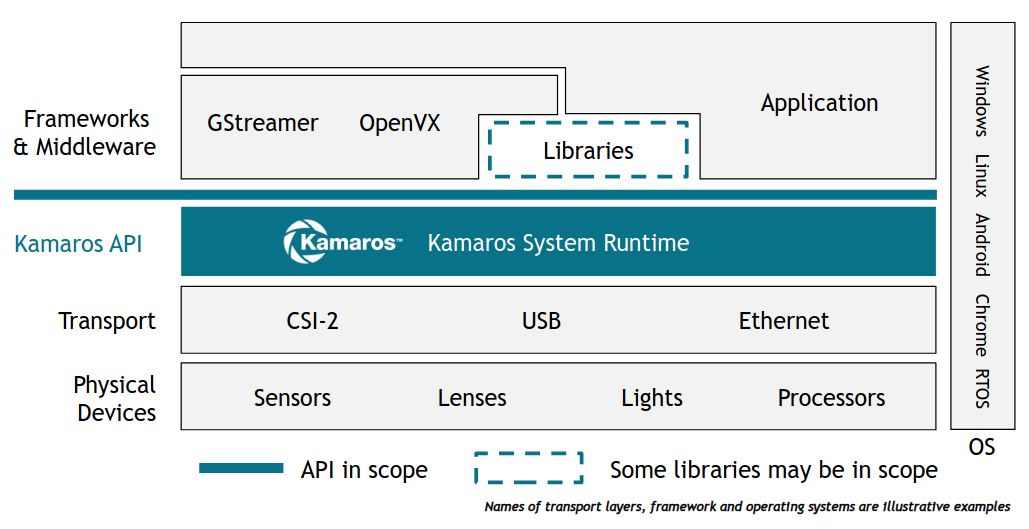 Frameworks
& Middleware
GStreamer
OpenVX
Libraries
Application
Kamaros API
Kamaros™
Kamaros System Runtime
Transport
CSI-2
USB
Ethernet
Physical
Devices
Sensors
Lenses
Lights
Processors
Windows
Linux
Android
Chrome
RTOS
OS
API in scope
Some libraries may be in scope
Names of transport layers, framework and operating systems are illustrative examples